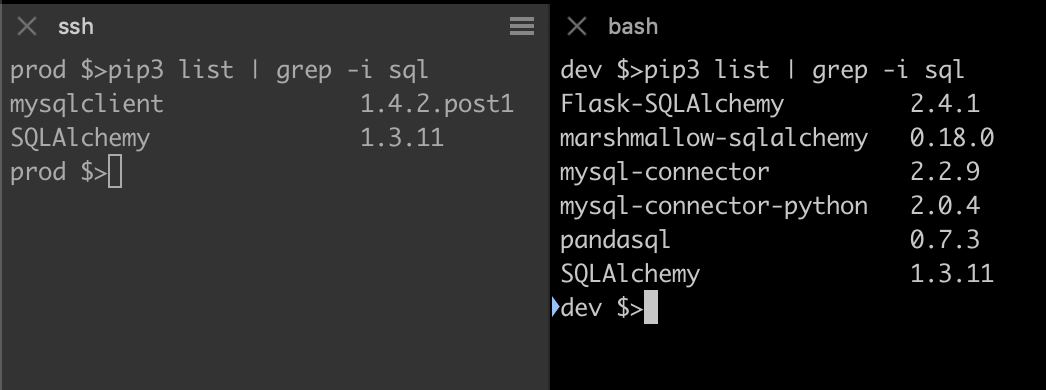 ssh
prod $>pip3 list | grep -i sql
mysqlclient 1.4.2.post1
SQLAlchemy 1.3.11
prod $>
bash
dev $>pip3 list | grep -i sql
Flask-SQLAlchemy 2.4.1
marshmallow-sqlalchemy 0.18.0
mysql-connector 2.2.9
mysql-connector-python 2.0.4
pandasql 0.7.3
SQLAlchemy 1.3.11
dev $>